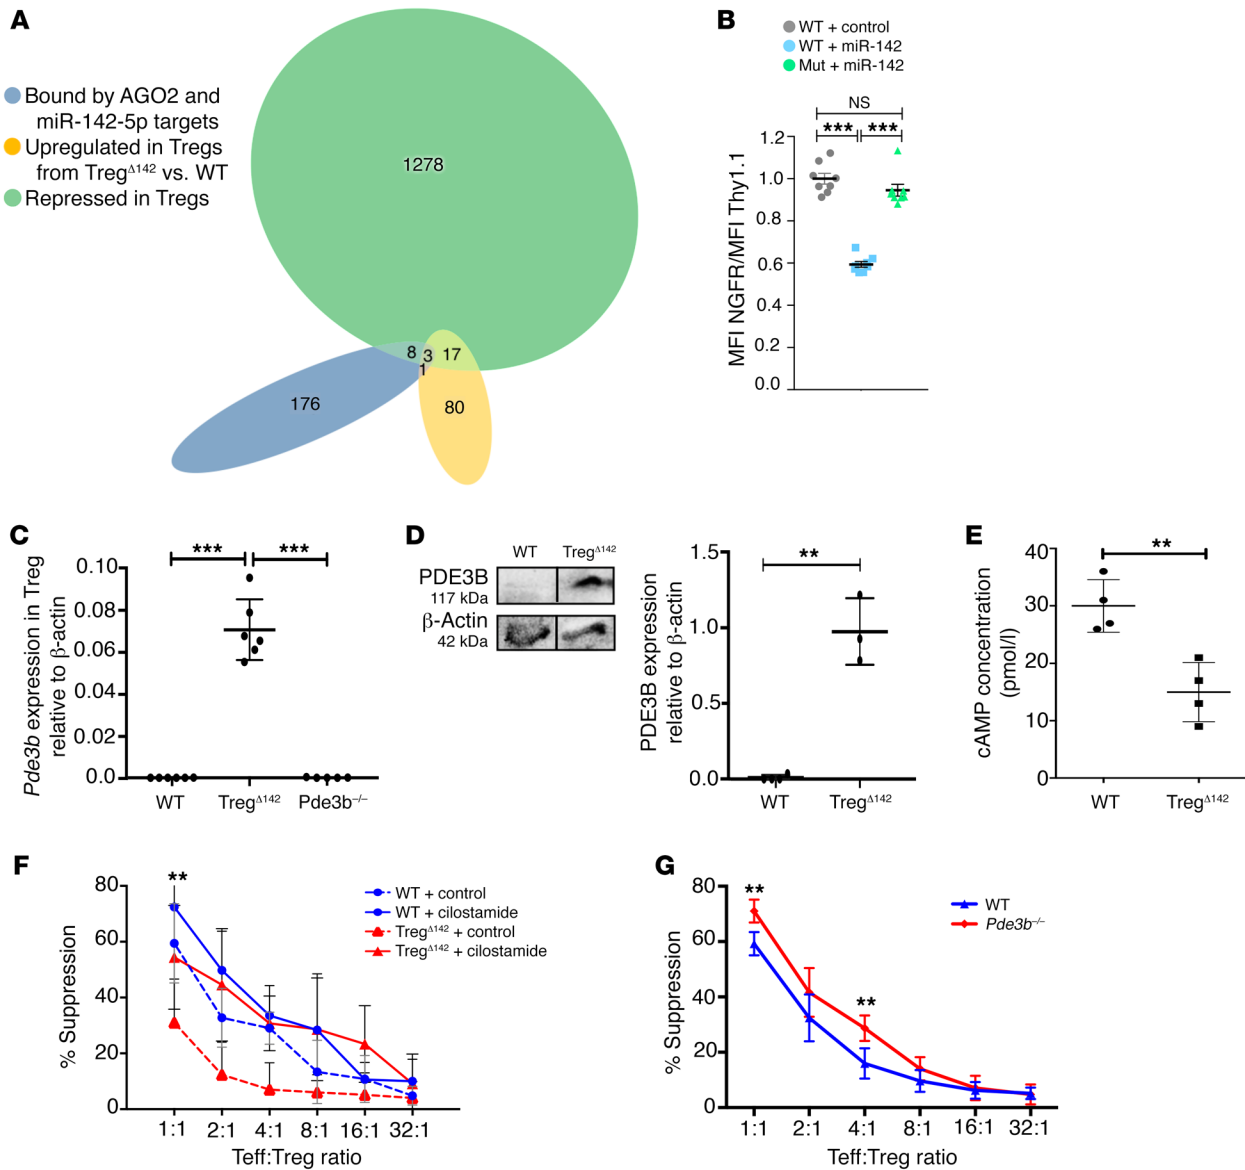 A
Bound by AGO2 and
miR-142-5p targets
Upregulated in Tregs
from TregΔ142 vs. WT
Repressed in Tregs
1278
8
3
17
1
176
80
B
WT + control
WT + miR-142
Mut + miR-142
NS
***
***
MFI NGFR/MFI Thy1.1
1.2
1.0
0.8
0.6
0.4
0.2
0.0
C
Pde3b expression in Treg
relative to β-actin
***
***
0.10
0.08
0.06
0.04
0.02
0.0
WT
TregΔ142
Pde3b–/–
D
WT
TregΔ142
PDE3B
117 kDa
β-Actin
42 kDa
PDE3B expression
relative to β-actin
**
1.5
1.0
0.5
0.0
WT
TregΔ142
E
cAMP concentration
(pmol/l)
**
40
30
20
10
0
WT
TregΔ142
F
**
% Suppression
80
60
40
20
0
WT + control
WT + cilostamide
TregΔ142 + control
TregΔ142 + cilostamide
1:1
2:1
4:1
8:1
16:1
32:1
Teff:Treg ratio
G
**
**
% Suppression
80
60
40
20
0
WT
Pde3b–/–
1:1
2:1
4:1
8:1
16:1
32:1
Teff:Treg ratio